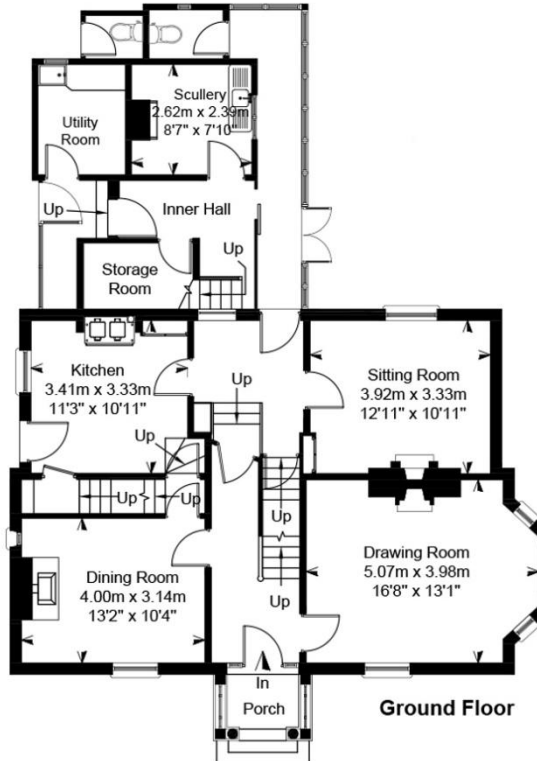 Scullery
2.62m x 2.39m
8'7" x 7'10"
Utility
Room
Up
Inner Hall
Up
Storage
Room
Kitchen
3.41m x 3.33m
11'3" x 10'11"
Up
Sitting Room
3.92m x 3.33m
12'11" x 10'11"
Up
Up
Up
Up
Dining Room
4.00m x 3.14m
13'2" x 10'4"
Up
Drawing Room
5.07m x 3.98m
16'8" x 13'1"
Up
In
Porch
Ground Floor